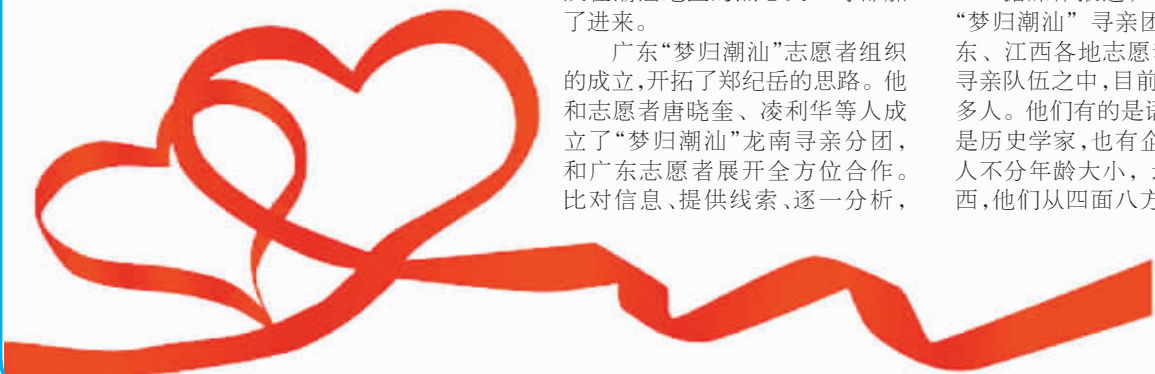 了进来。
广东“梦归潮汕”志愿者组织
的成立,开拓了郑纪岳的思路。他
和志愿者唐晓奎、凌利华等人成
立了“梦归潮汕”龙南寻亲分团,
和广东志愿者展开全方位合作。
比对信息、提供线索、逐一分析,
“梦归潮汕”寻亲团
东、江西各地志愿
寻亲队伍之中,目前
多人。他们有的是
是历史学家,也有企
人不分年龄大小,
西,他们从四面八方